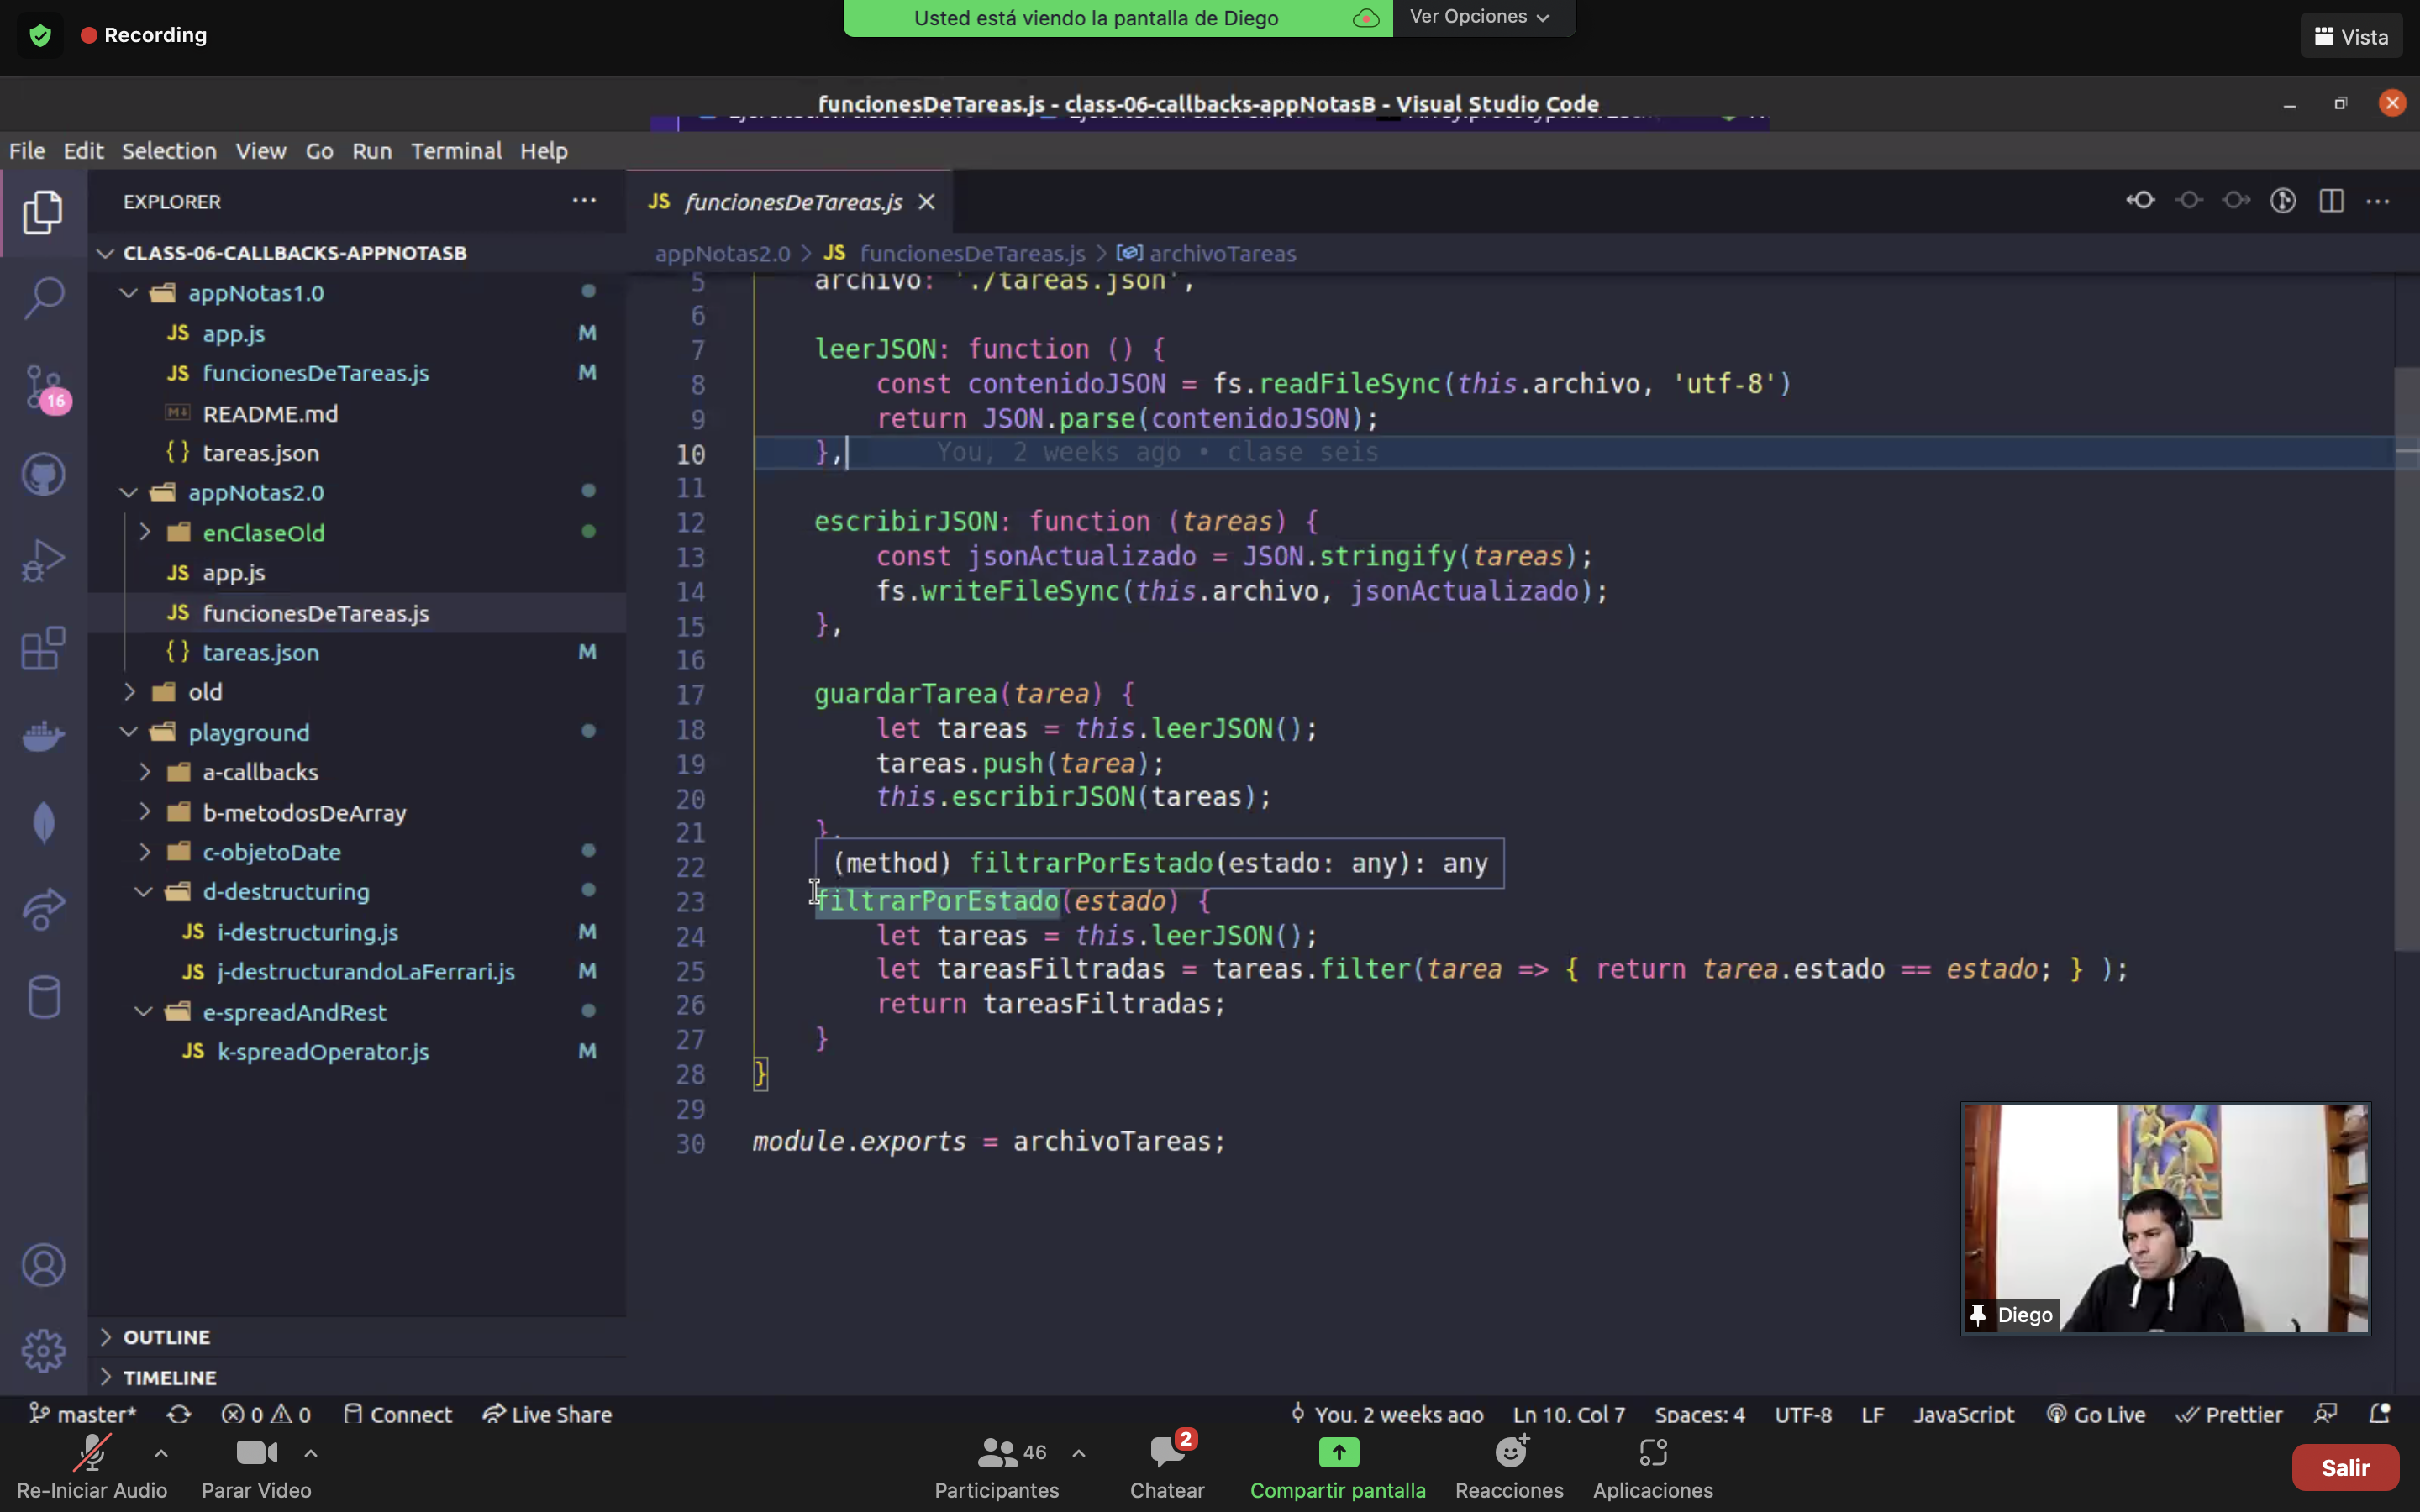 Recording
Usted está viendo la pantalla de Diego
Ver Opciones
Vista
funcionesDeTareas.js - class-06-callbacks-appNotasB - Visual Studio Code
File Edit Selection View Go Run Terminal Help
EXPLORER
CLASS-06-CALLBACKS-APPNOTASB
appNotas1.0
JS app.js M
JS funcionesDeTareas.js M
README.md
{} tareas.json
appNotas2.0
enClaseOld
JS app.js
JS funcionesDeTareas.js
{} tareas.json M
old
playground
a-callbacks
b-metodosDeArray
c-objetoDate
d-destructuring
JS i-destructuring.js M
JS j-destructurandoLaFerrari.js M
e-spreadAndRest
JS k-spreadOperator.js M
OUTLINE
TIMELINE
16
JS funcionesDeTareas.js
appNotas2.0 > JS funcionesDeTareas.js > archivoTareas
5 archivo: './tareas.json',
6
7 leerJSON: function () {
8 const contenidoJSON = fs.readFileSync(this.archivo, 'utf-8')
9 return JSON.parse(contenidoJSON);
10 }, You, 2 weeks ago • clase seis
11
12 escribirJSON: function (tareas) {
13 const jsonActualizado = JSON.stringify(tareas);
14 fs.writeFileSync(this.archivo, jsonActualizado);
15 },
16
17 guardarTarea(tarea) {
18 let tareas = this.leerJSON();
19 tareas.push(tarea);
20 this.escribirJSON(tareas);
21 },
22 (method) filtrarPorEstado(estado: any): any
23 filtrarPorEstado(estado) {
24 let tareas = this.leerJSON();
25 let tareasFiltradas = tareas.filter(tarea => { return tarea.estado == estado; } );
26 return tareasFiltradas;
27 }
28 }
29
30 module.exports = archivoTareas;
Diego
master* 0 0 Connect Live Share You, 2 weeks ago Ln 10, Col 7 Spaces: 4 UTF-8 LF JavaScript Go Live Prettier
Re-Iniciar Audio
Parar Video
46
Participantes
2
Chatear
Compartir pantalla
Reacciones
Aplicaciones
Salir